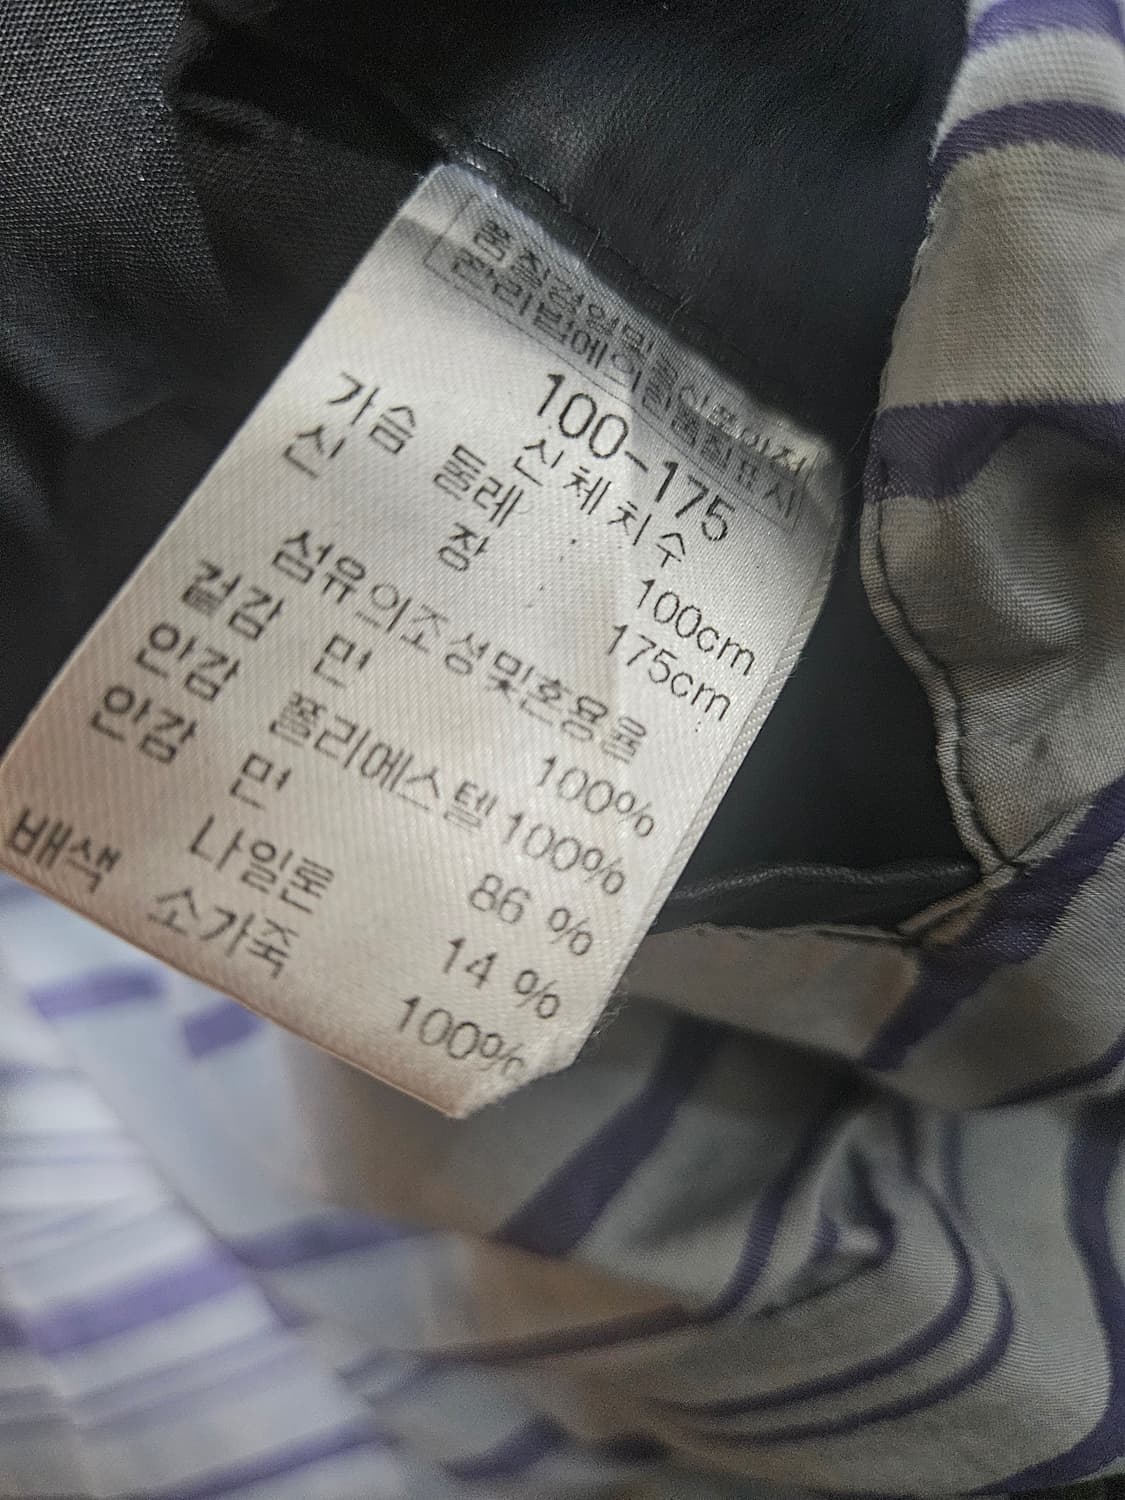 품질경영및공산품안전
관리법에의한품질표시
100-175
신체치수
가슴 둘레 100cm
신 장 175cm
섬유의조성및혼용율
겉감 면 100%
안감 폴리에스텔 100%
안감 면 86 %
나일론 14 %
배색 소가죽 100%